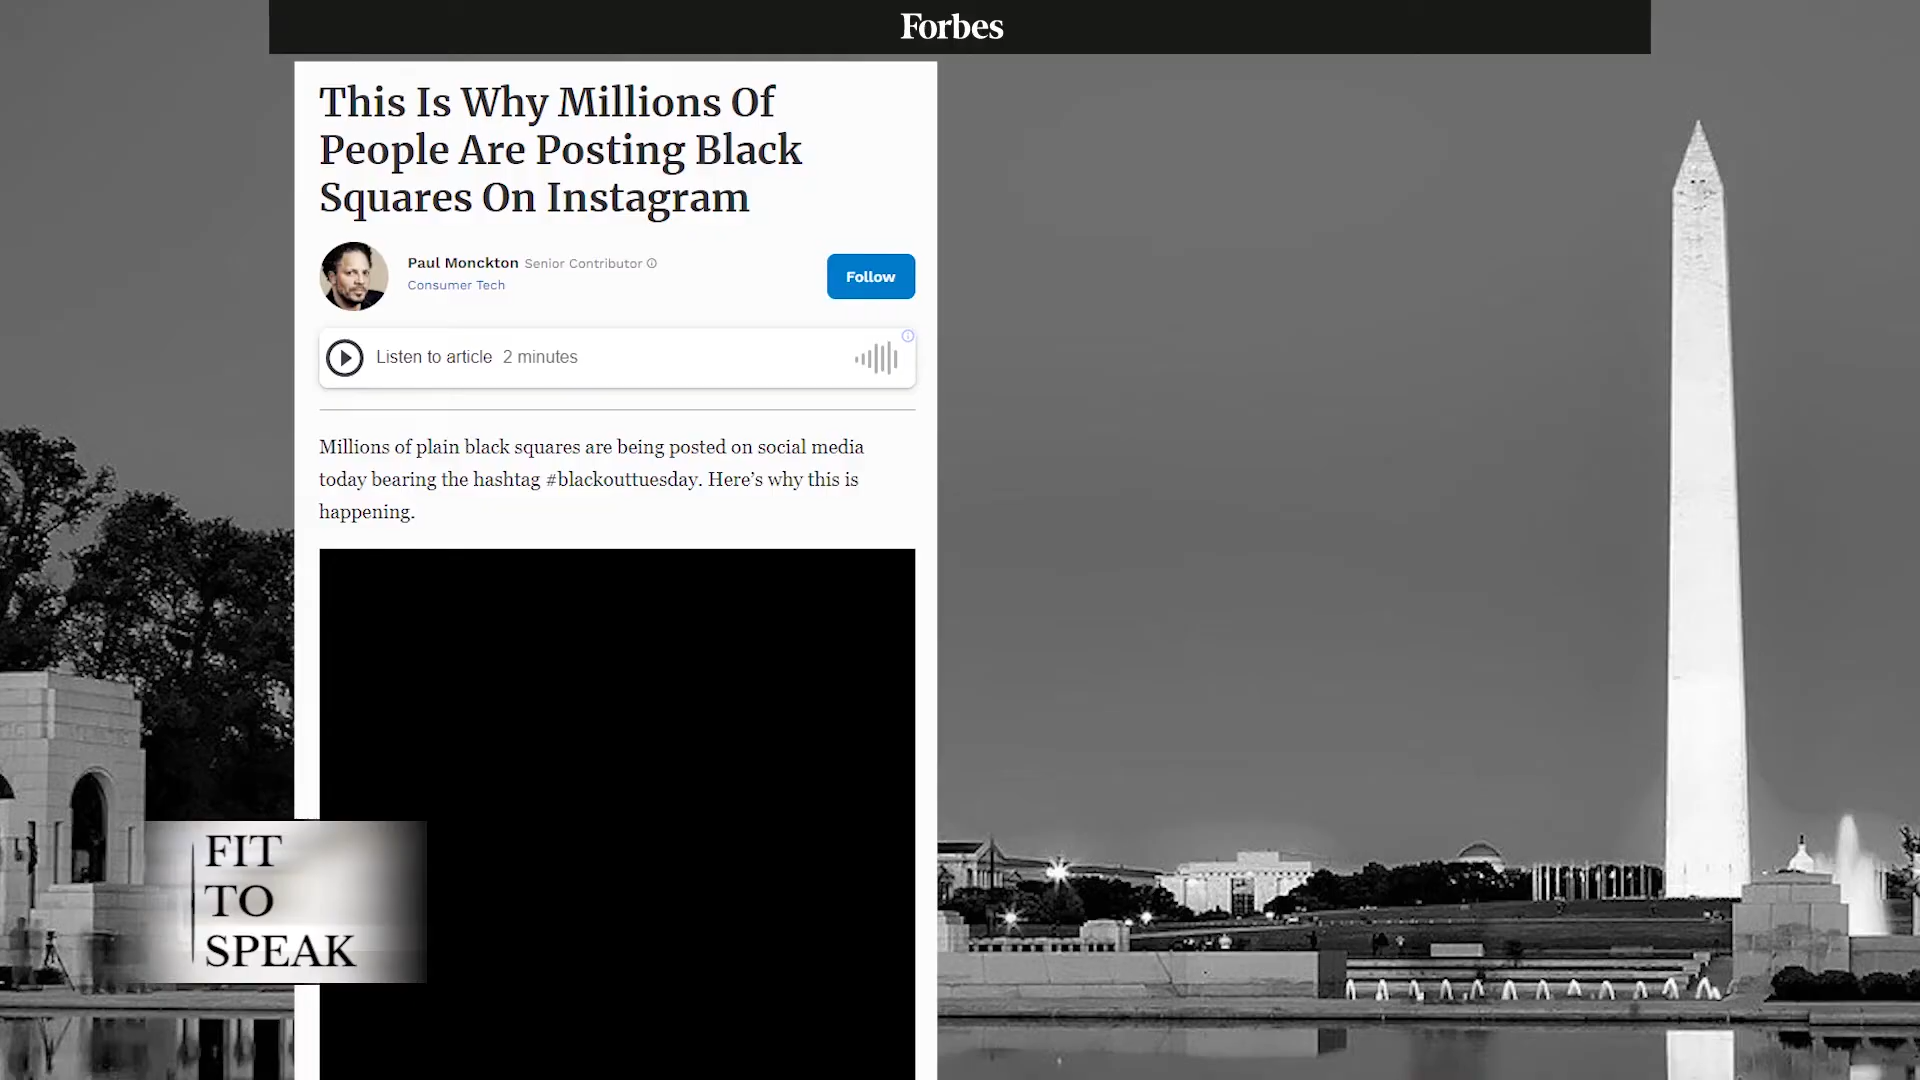 Forbes
This Is Why Millions Of
People Are Posting Black
Squares On Instagram
Paul Monckton Senior Contributor
Consumer Tech
Follow
Listen to article 2 minutes
Millions of plain black squares are being posted on social media
today bearing the hashtag #blackouttuesday. Here’s why this is
happening.
FIT
TO
SPEAK